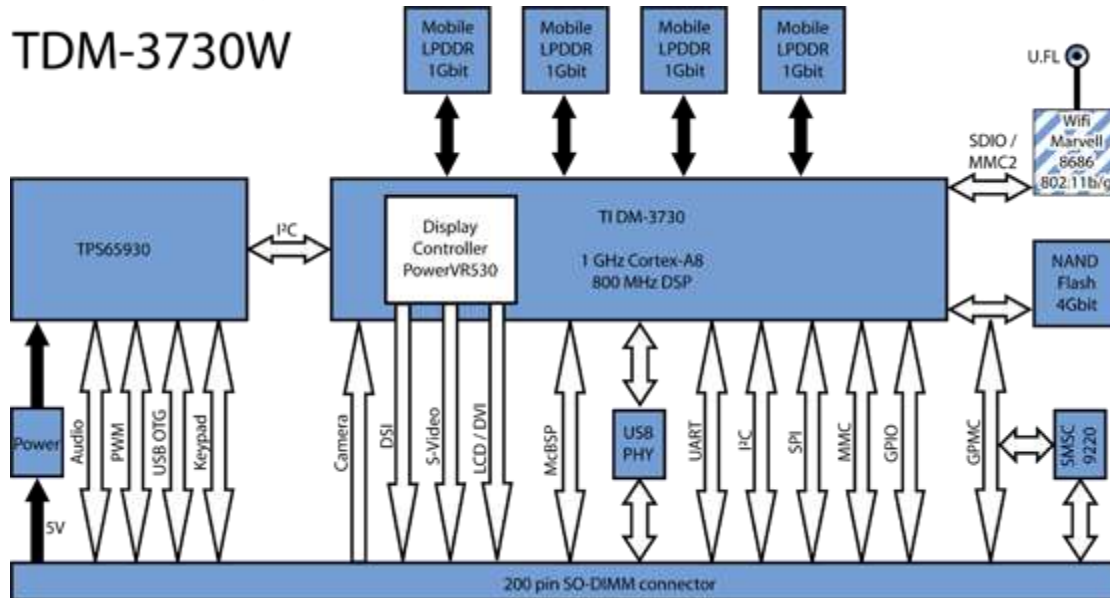 TDM-3730W
Mobile
LPDDR
1Gbit
Mobile
LPDDR
1Gbit
Mobile
LPDDR
1Gbit
Mobile
LPDDR
1Gbit
U.FL
Wifi
Marvell
8686
802.11b/g
SDIO /
MMC2
TPS65930
I²C
Display
Controller
PowerVR530
TI DM-3730
1 GHz Cortex-A8
800 MHz DSP
NAND
Flash
4Gbit
Power
5V
Audio
PWM
USB OTG
Keypad
Camera
DSI
S-Video
LCD / DVI
McBSP
USB
PHY
UART
I²C
SPI
MMC
GPIO
GPMC
SMSC
9220
200 pin SO-DIMM connector